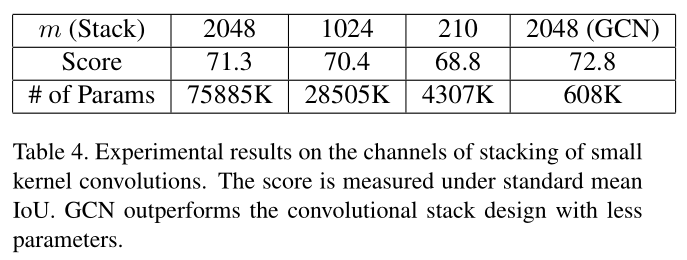 m (Stack) 2048 1024 210 2048 (GCN)
Score 71.3 70.4 68.8 72.8
# of Params 75885K 28505K 4307K 608K
Table 4. Experimental results on the channels of stacking of small
kernel convolutions. The score is measured under standard mean
IoU. GCN outperforms the convolutional stack design with less
parameters.